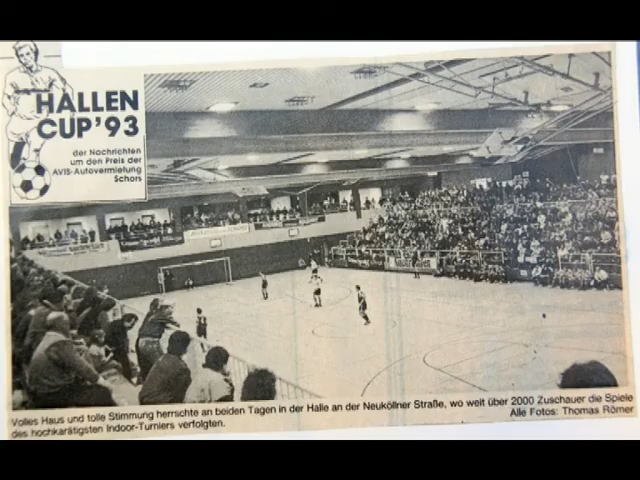 HALLEN
CUP'93
der Nachrichten
um den Preis der
AVIS-Autovermietung
Schors
Volles Haus und tolle Stimmung herrschte an beiden Tagen in der Halle an der Neuköllner Straße, wo weit über 2000 Zuschauer die Spiele
des hochkarätigsten Indoor-Turniers verfolgten.
Alle Fotos: Thomas Römer